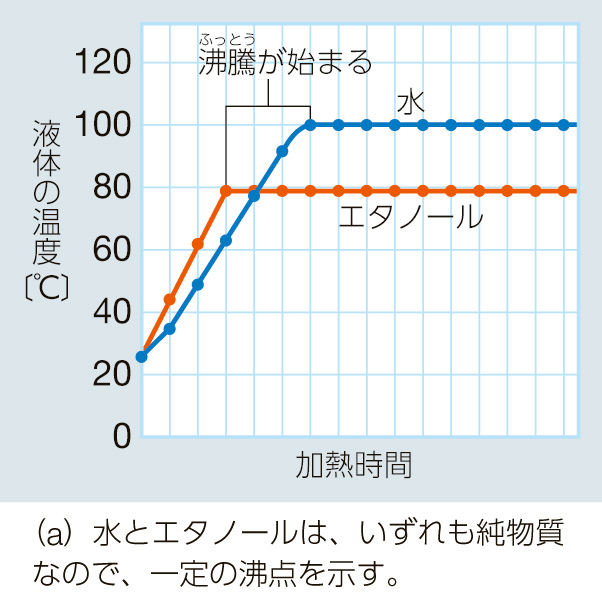 ふっとう
沸騰が始まる
水
エタノール
液体の温度
〔℃〕
120
100
80
60
40
20
0
加熱時間
（a）水とエタノールは、いずれも純物質
なので、一定の沸点を示す。